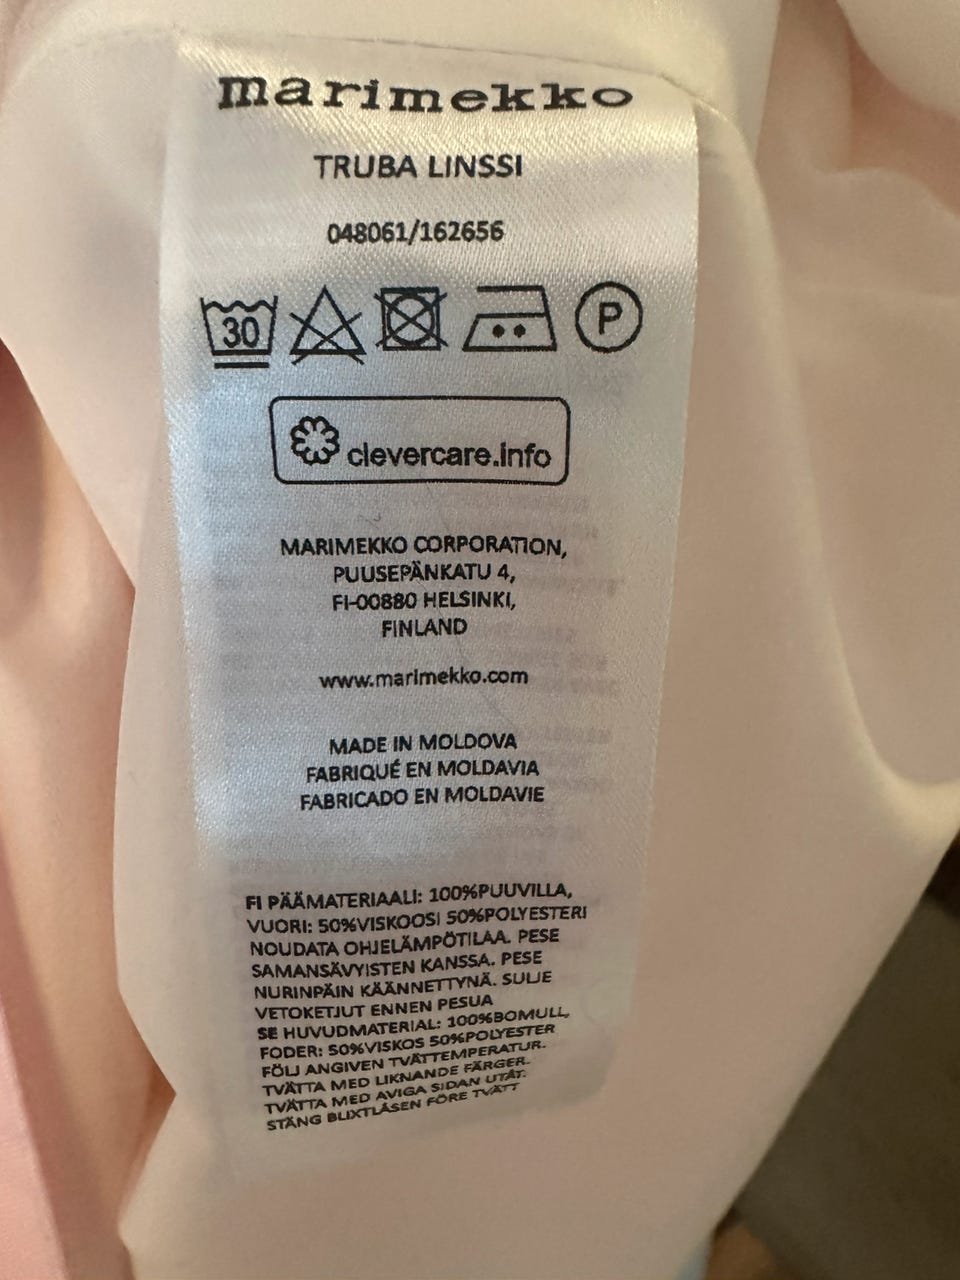 marimekko
TRUBA LINSSI
048061/162656
30 P
clevercare.info
MARIMEKKO CORPORATION,
PUUSEPÄNKATU 4,
FI-00880 HELSINKI,
FINLAND
www.marimekko.com
MADE IN MOLDOVA
FABRIQUÉ EN MOLDAVIA
FABRICADO EN MOLDAVIE
FI PÄÄMATERIAALI: 100%PUUVILLA,
VUORI: 50%VISKOOSI 50%POLYESTERI
NOUDATA OHJELÄMPÖTILAA. PESE
SAMANSÄVYISTEN KANSSA. PESE
NURINPÄIN KÄÄNNETTYNÄ. SULJE
VETOKETJUT ENNEN PESUA
SE HUVUDMATERIAL: 100%BOMULL,
FODER: 50%VISKOS 50%POLYESTER
FÖLJ ANGIVEN TVÄTTEMPERATUR.
TVÄTTA MED LIKNANDE FÄRGER.
TVÄTTA MED AVIGA SIDAN UTÅT.
STÄNG BLIXTLÅSEN FÖRE TVÄTT